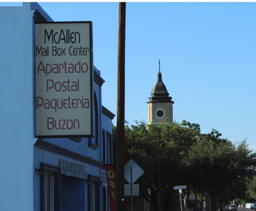 McAllen
Mail Box Center
Apartado
Postal
Paqueteria
Buzon